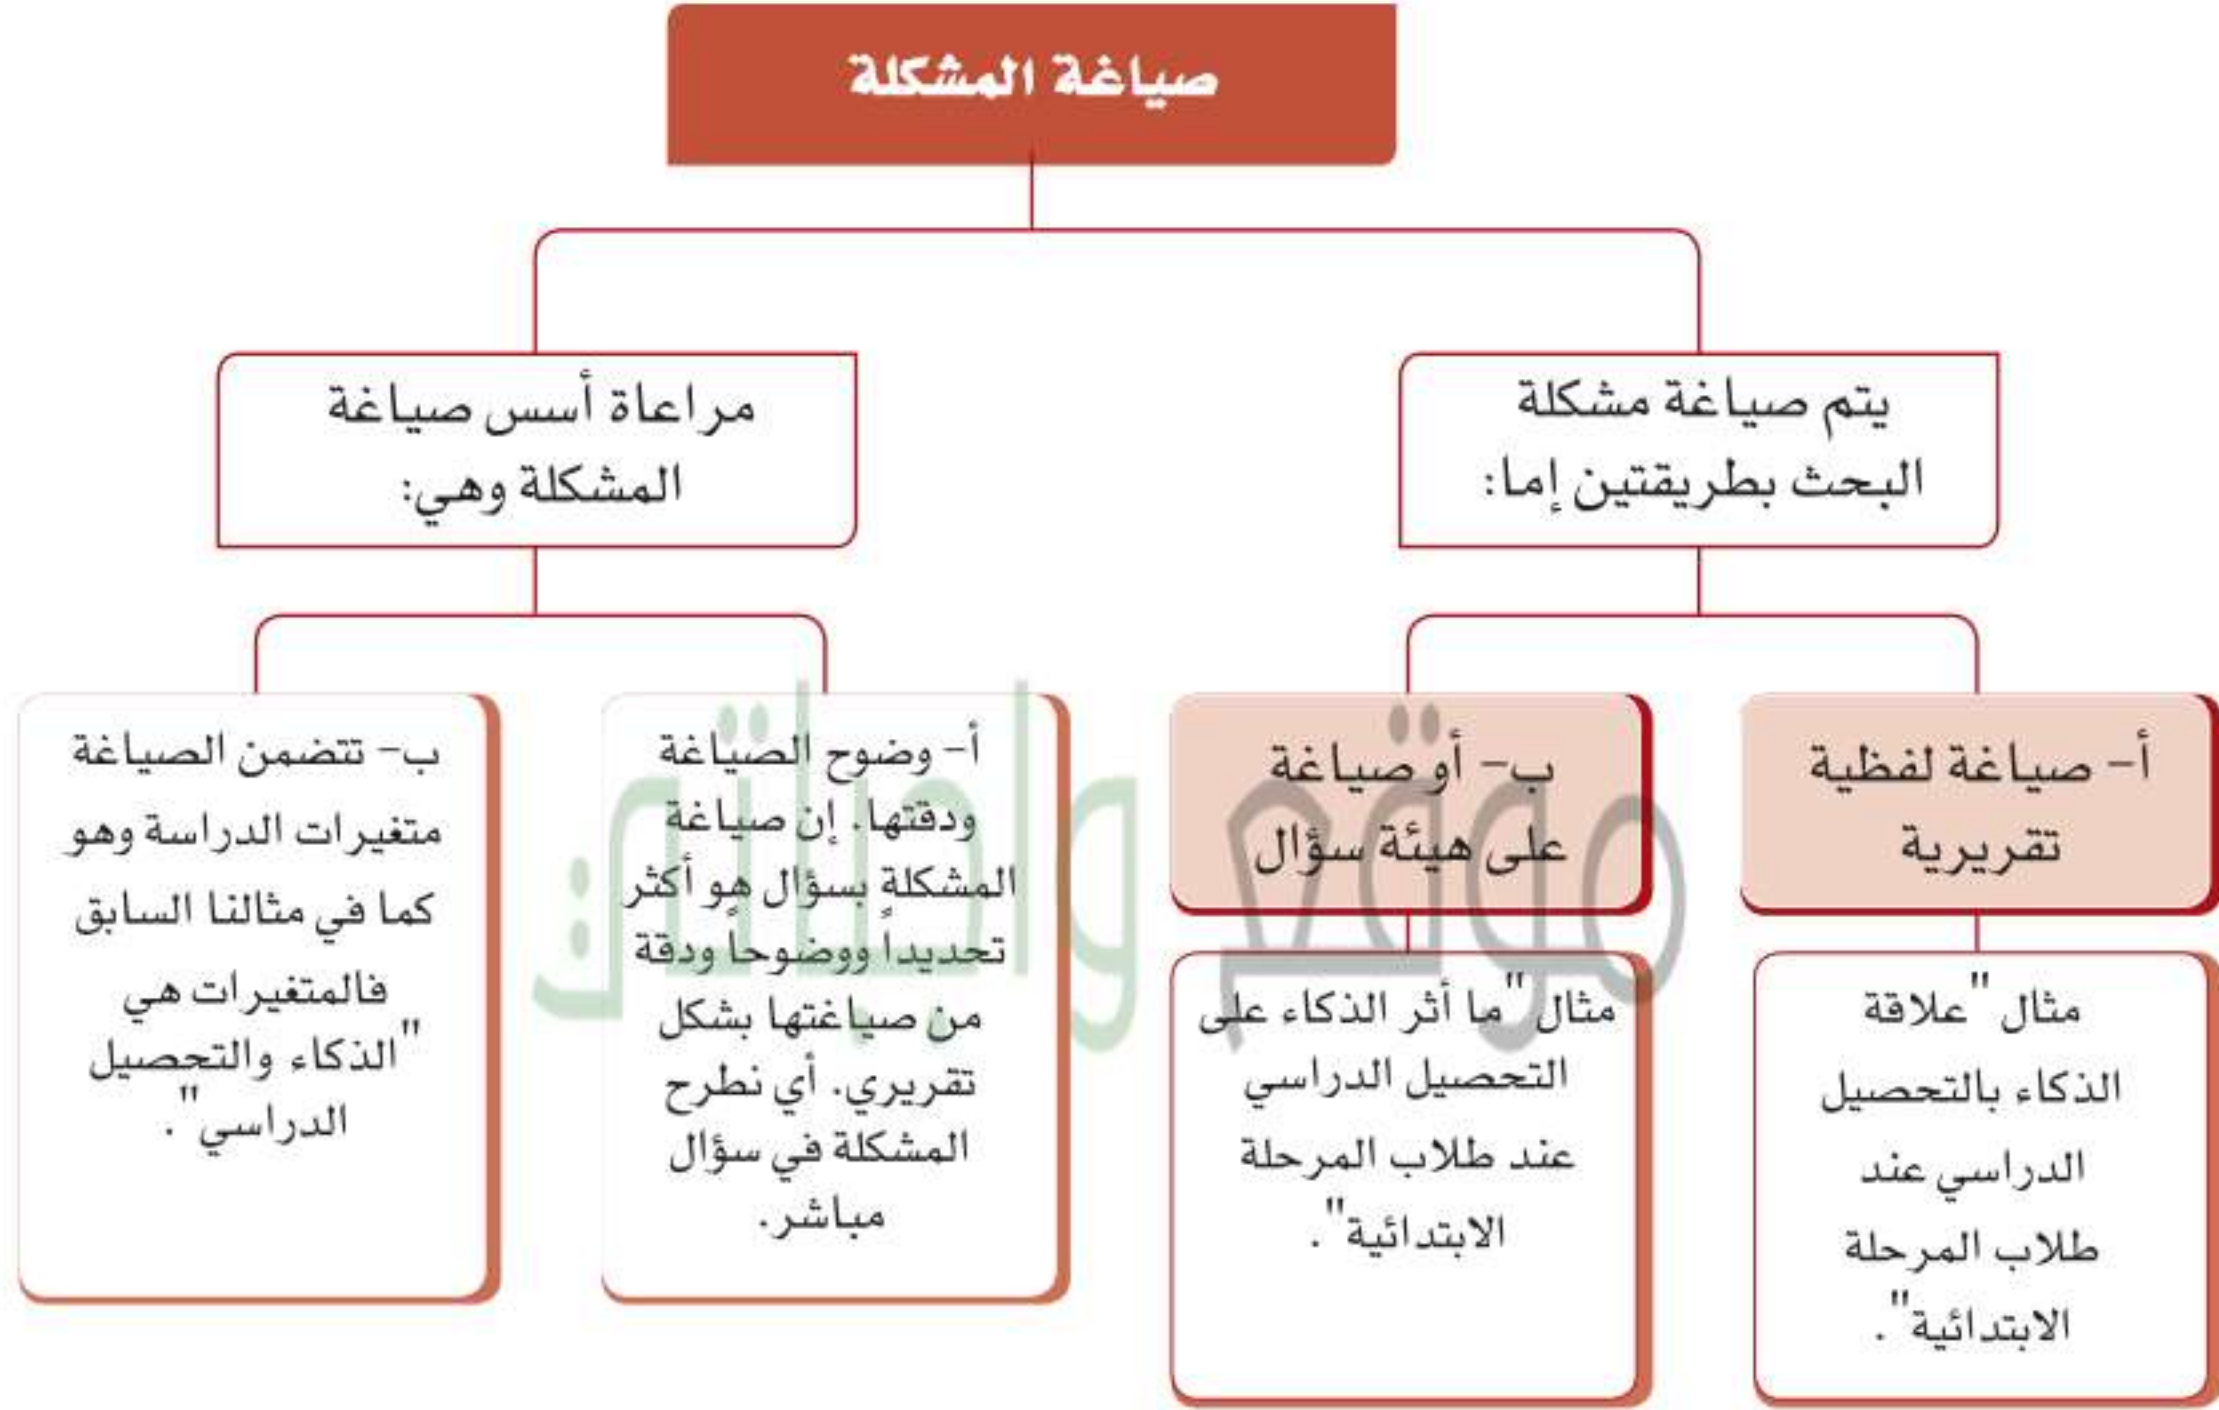 صياغة المشكلة
يتم صياغة مشكلة
البحث بطريقتين إما:
أ- صياغة لفظية
تقريرية
مثال "علاقة
الذكاء بالتحصيل
الدراسي عند
طلاب المرحلة
الابتدائية".
ب- أو صياغة
على هيئة سؤال
مثال "ما أثر الذكاء على
التحصيل الدراسي
عند طلاب المرحلة
الابتدائية".
مراعاة أسس صياغة
المشكلة وهي:
أ- وضوح الصياغة
ودقتها. إن صياغة
المشكلة بسؤال هو أكثر
تحديداً ووضوحاً ودقة
من صياغتها بشكل
تقريري. أي نطرح
المشكلة في سؤال
مباشر.
ب- تتضمن الصياغة
متغيرات الدراسة وهو
كما في مثالنا السابق
فالمتغيرات هي
"الذكاء والتحصيل
الدراسي".
موقع واجباتي